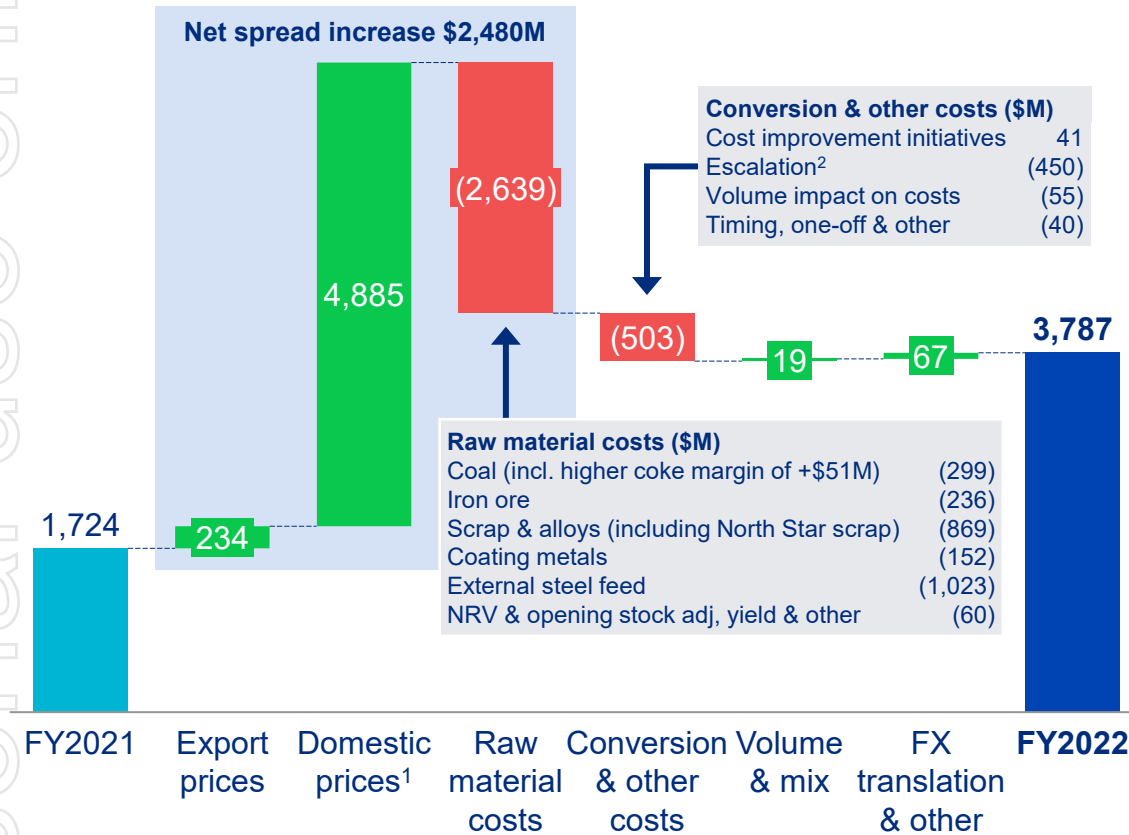 Net spread increase $2,480M
Conversion & other costs ($M)
Cost improvement initiatives 41
Escalation² (450)
Volume impact on costs (55)
Timing, one-off & other (40)
(2,639)
4,885
(503)
19
67
3,787
Raw material costs ($M)
Coal (incl. higher coke margin of +$51M) (299)
Iron ore (236)
Scrap & alloys (including North Star scrap) (869)
Coating metals (152)
External steel feed (1,023)
NRV & opening stock adj, yield & other (60)
1,724
234
FY2021
Export
prices
Domestic
prices¹
Raw
material
costs
Conversion
& other
costs
Volume
& mix
FX
translation
& other
FY2022